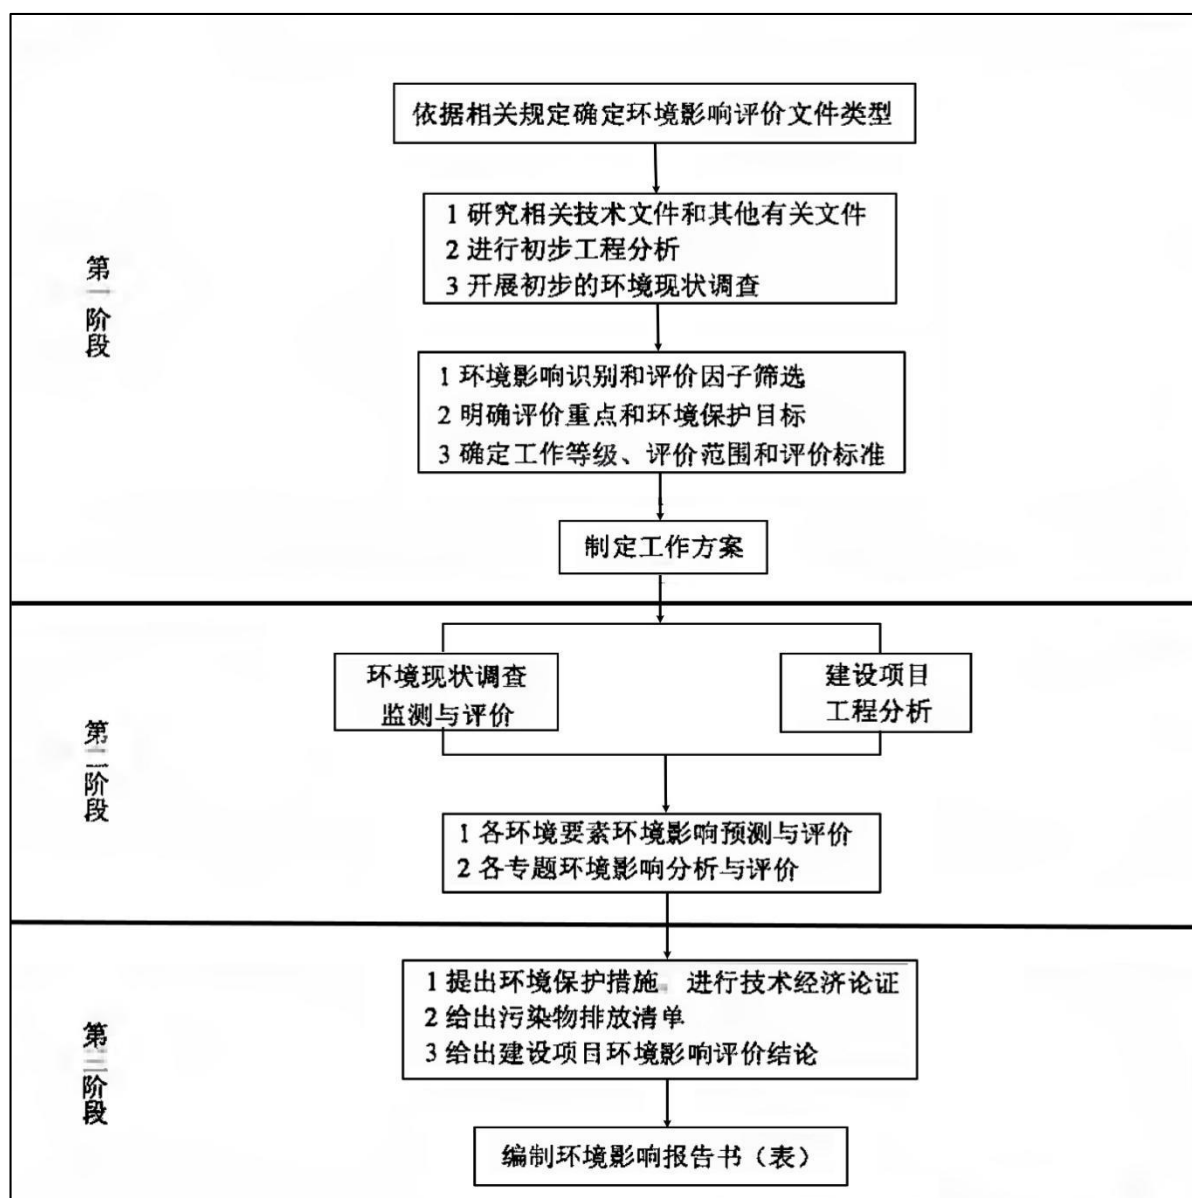 依据相关规定确定环境影响评价文件类型
第一阶段
1 研究相关技术文件和其他有关文件
2 进行初步工程分析
3 开展初步的环境现状调查
1 环境影响识别和评价因子筛选
2 明确评价重点和环境保护目标
3 确定工作等级、评价范围和评价标准
制定工作方案
第二阶段
环境现状调查
监测与评价
建设项目
工程分析
1 各环境要素环境影响预测与评价
2 各专题环境影响分析与评价
第三阶段
1 提出环境保护措施，进行技术经济论证
2 给出污染物排放清单
3 给出建设项目环境影响评价结论
编制环境影响报告书（表）